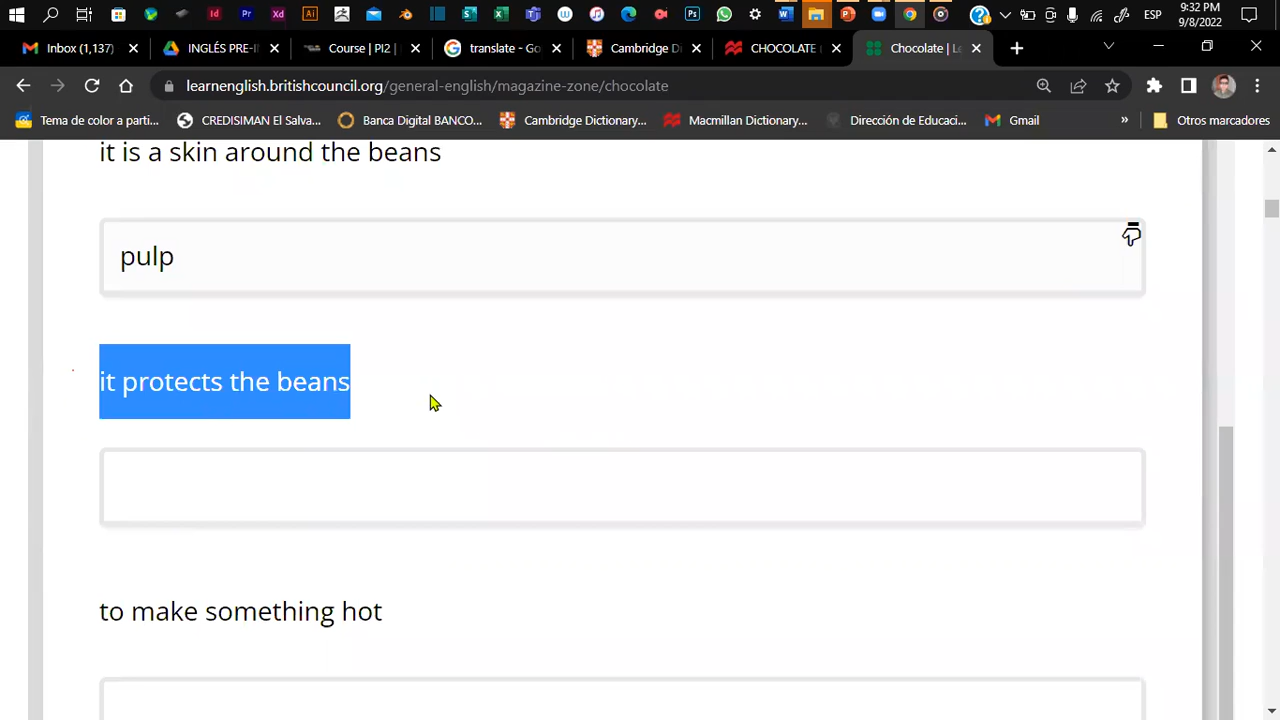 ESP
9:32 PM
9/8/2022
Inbox (1,137)
INGLÉS PRE-I
Course | PI2 |
translate - Go
Cambridge D
CHOCOLATE
Chocolate | Le
learnenglish.britishcouncil.org/general-english/magazine-zone/chocolate
Tema de color a parti...
CREDISIMAN El Salva...
Banca Digital BANCO...
Cambridge Dictionary...
Macmillan Dictionary,...
Dirección de Educaci...
Gmail
»
Otros marcadores
it is a skin around the beans
pulp
it protects the beans
to make something hot